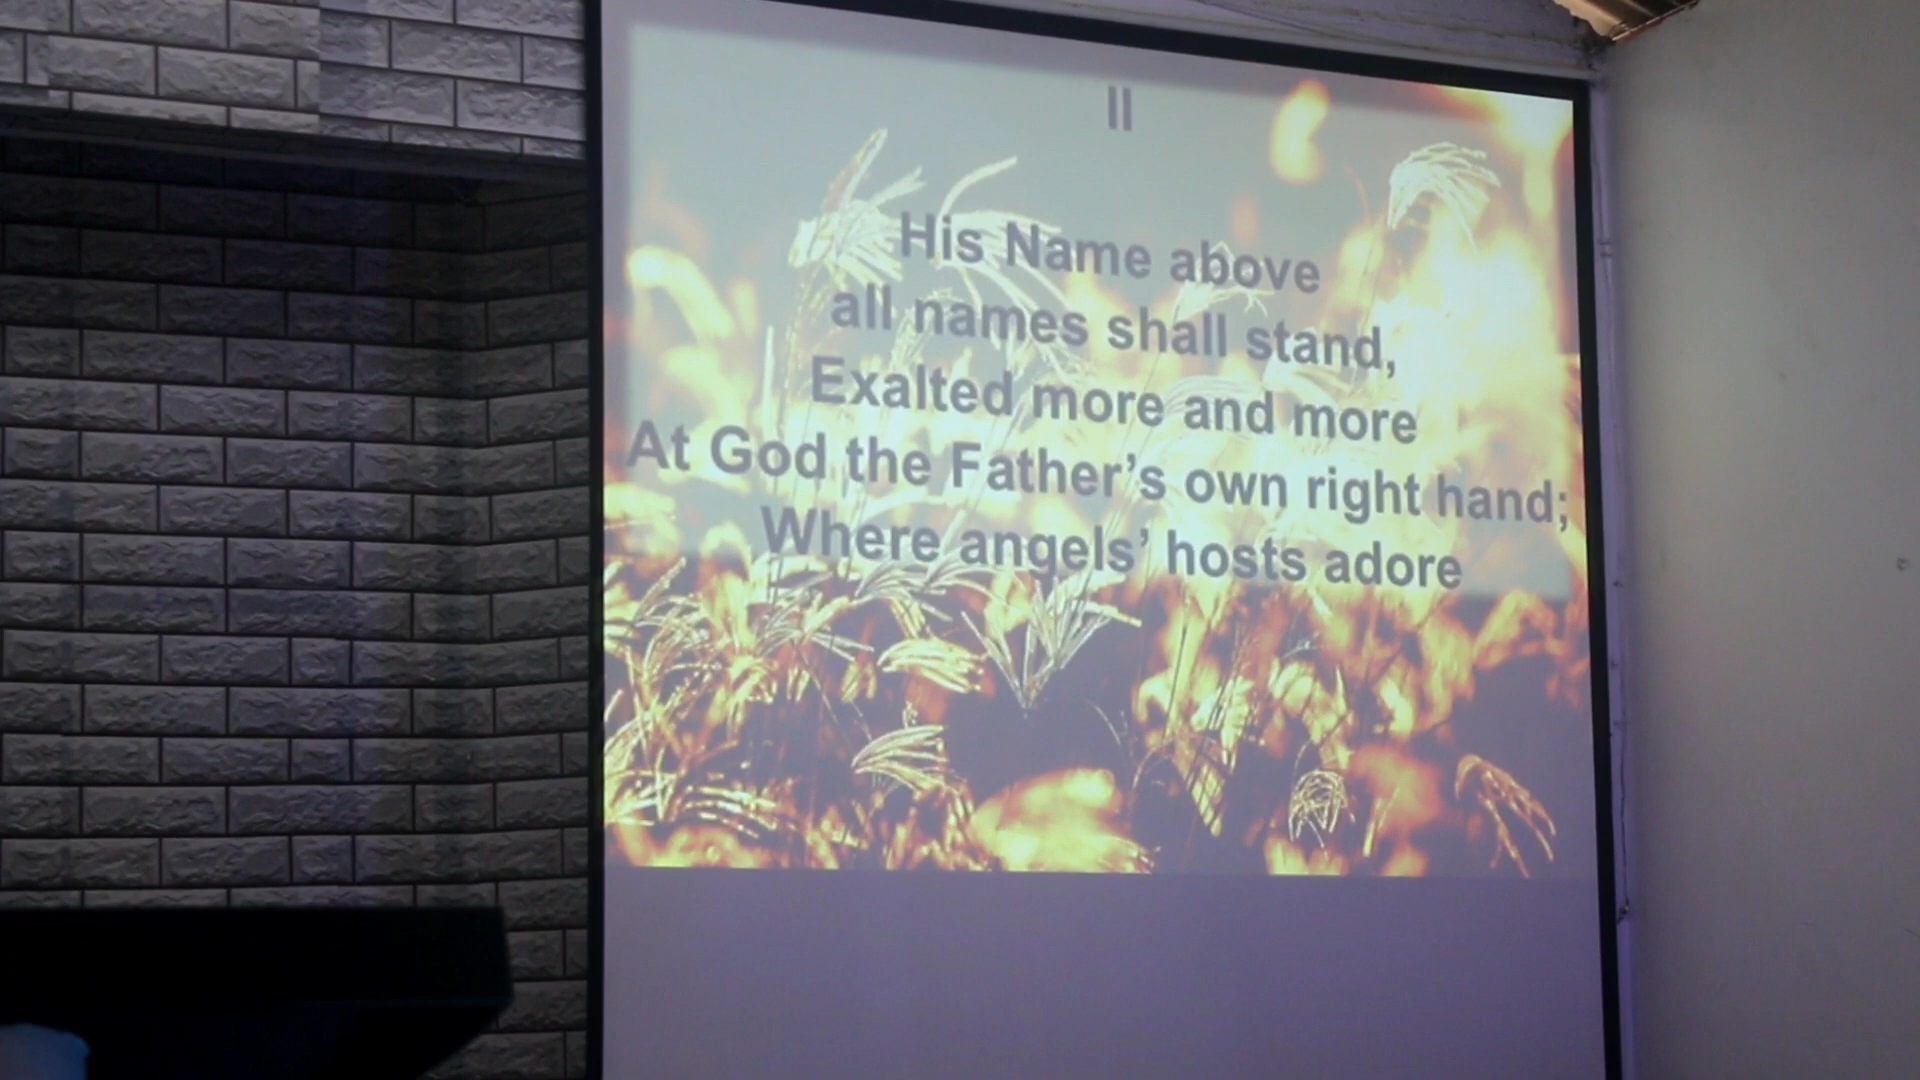 II
His Name above
all names shall stand,
Exalted more and more
At God the Father’s own right hand;
Where angels’ hosts adore